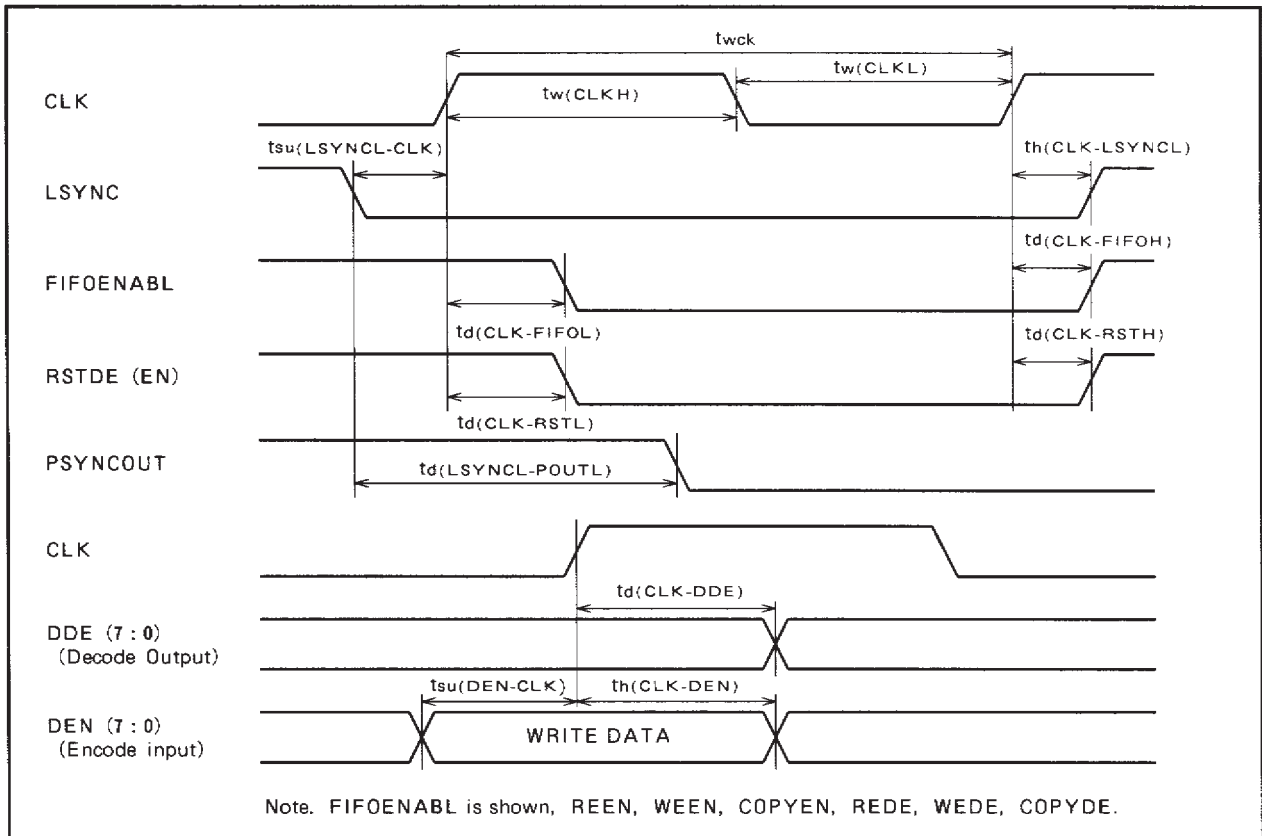 twck
tw(CLKL)
CLK
tw(CLKH)
tsu(LSYNCL-CLK)
th(CLK-LSYNCL)
LSYNC
td(CLK-FIFOH)
FIFOENABL
td(CLK-FIFOL)
td(CLK-RSTH)
RSTDE (EN)
td(CLK-RSTL)
PSYNCOUT
td(LSYNCL-POUTL)
CLK
td(CLK-DDE)
DDE (7:0)
(Decode Output)
tsu(DEN-CLK)
th(CLK-DEN)
DEN (7:0)
(Encode input)
WRITE DATA
Note. FIFOENABL is shown, REEN, WEEN, COPYEN, REDE, WEDE, COPYDE.